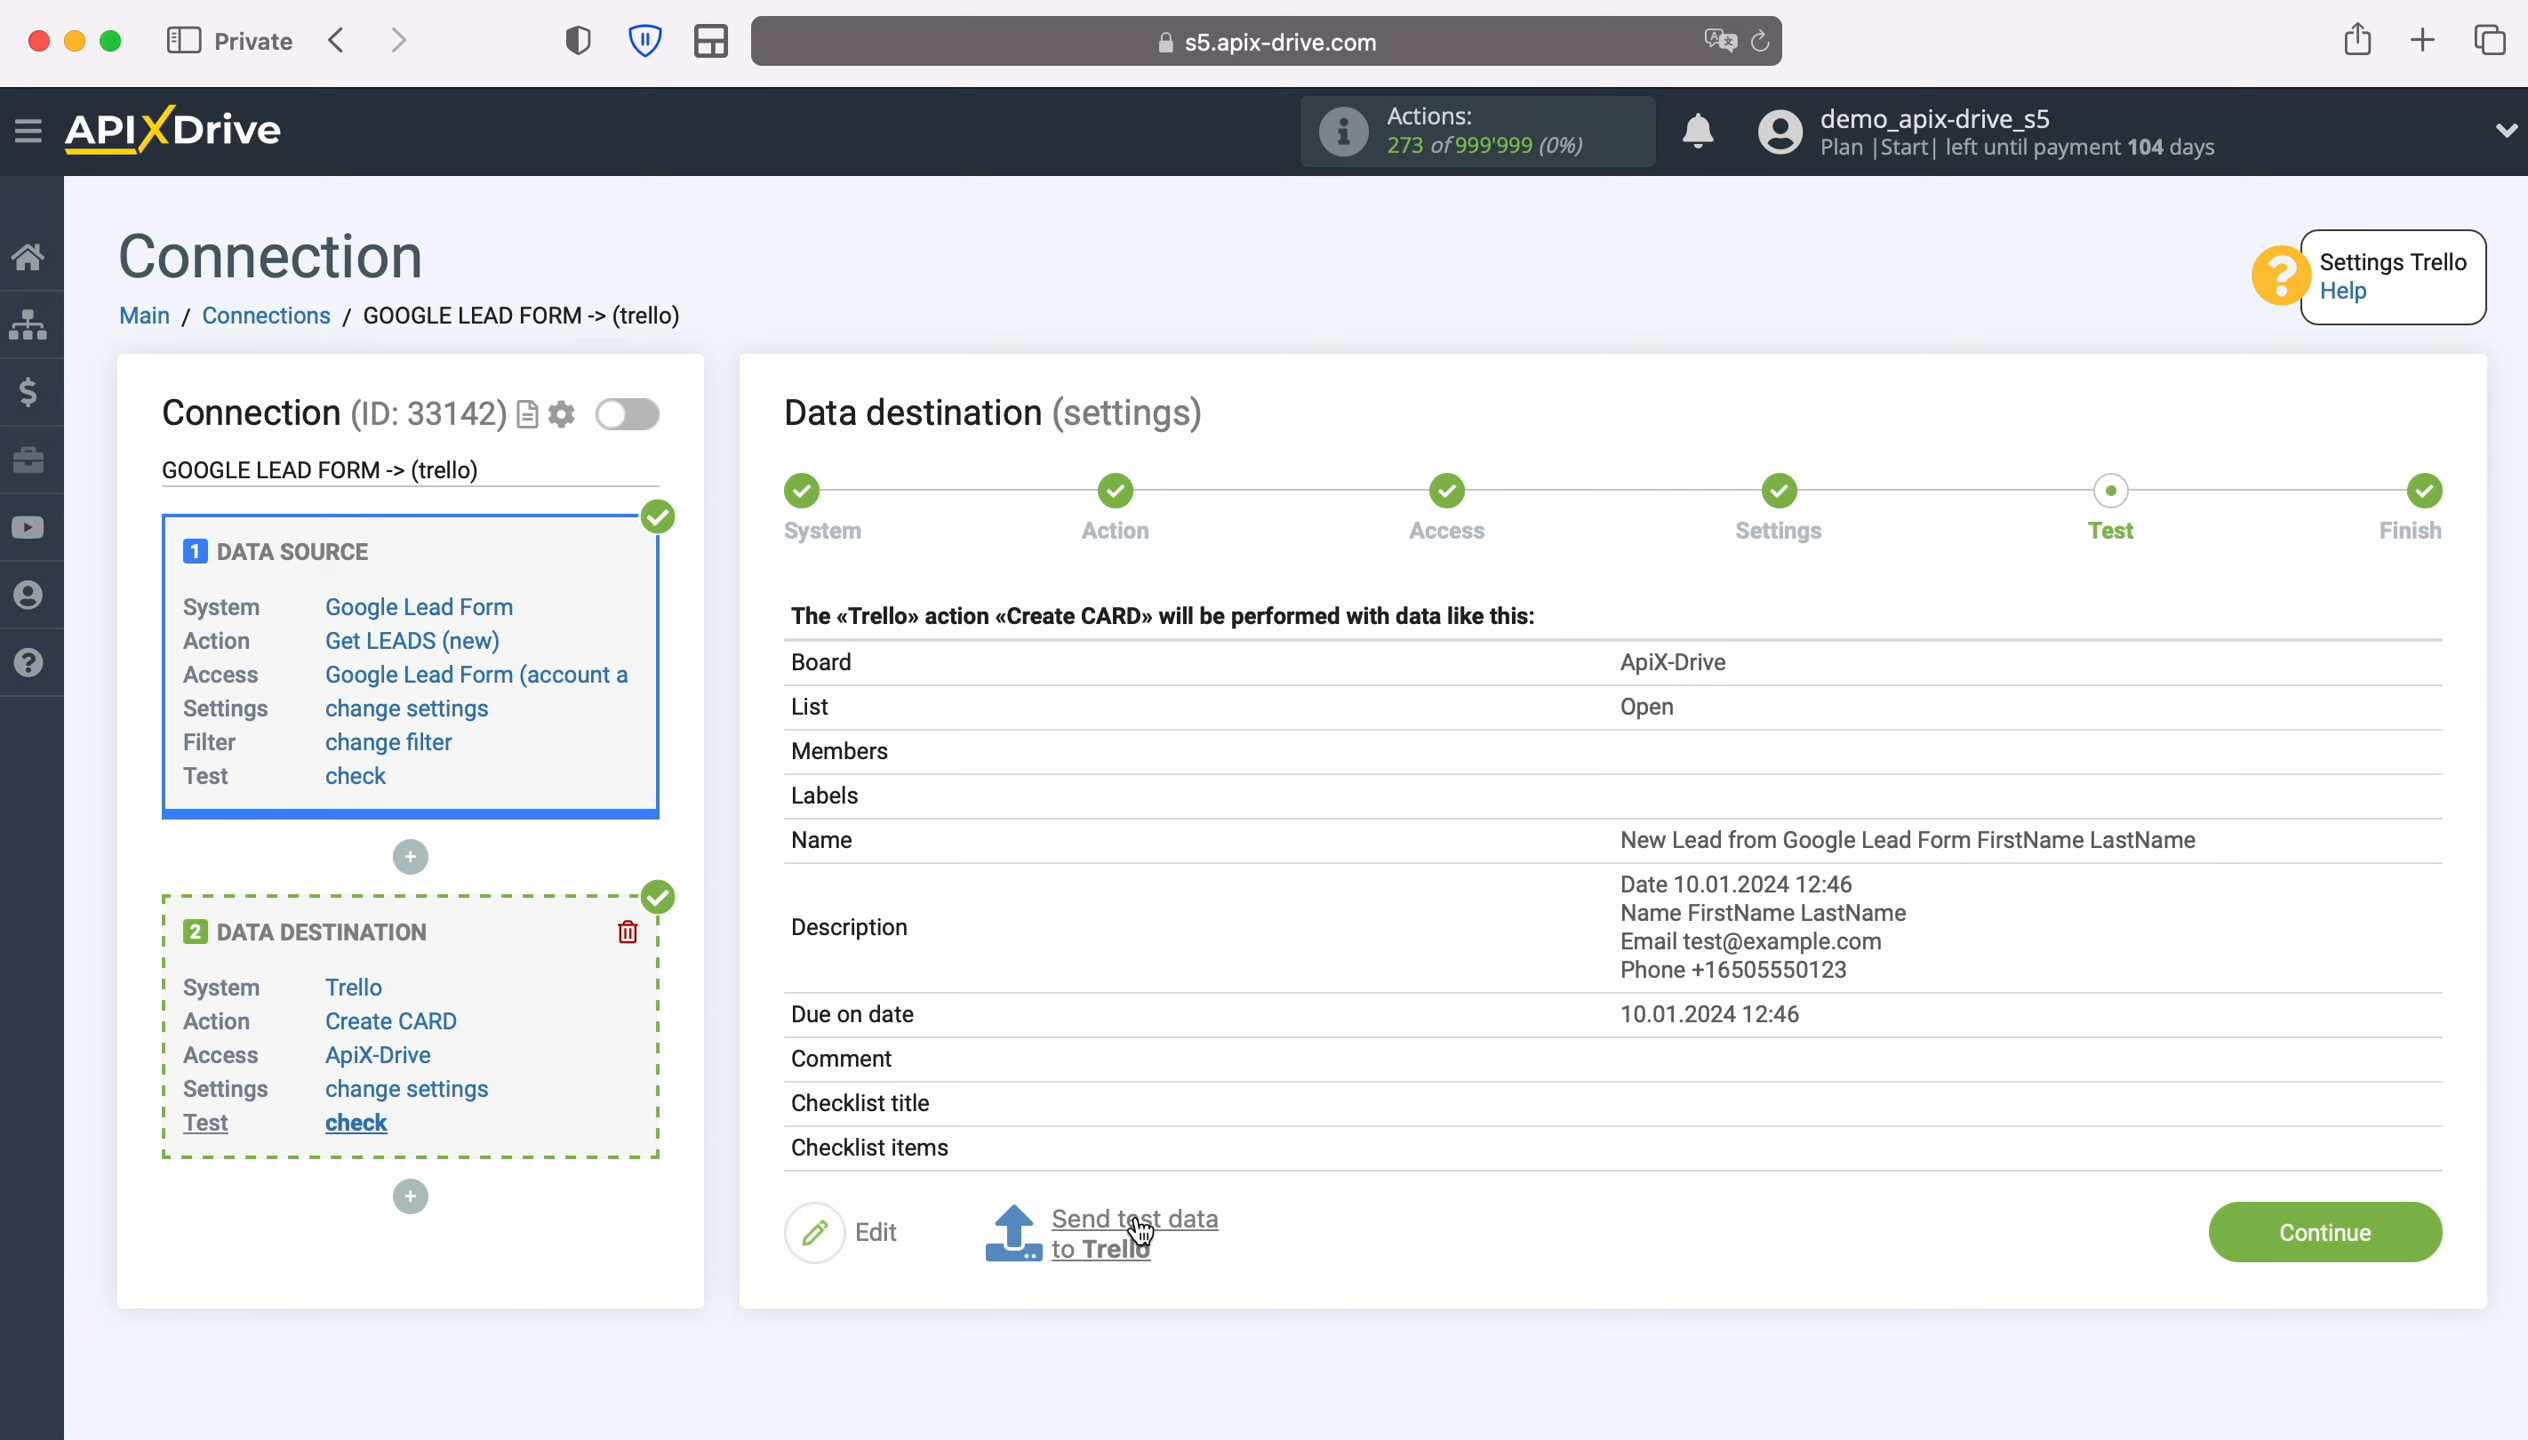 Private
s5.apix-drive.com
APIXDrive
Actions:
273 of 999'999 (0%)
demo_apix-drive_s5
Plan |Start| left until payment 104 days
Connection
Main / Connections / GOOGLE LEAD FORM -> (trello)
Settings Trello
Help
Connection (ID: 33142)
GOOGLE LEAD FORM -> (trello)
1 DATA SOURCE
System Google Lead Form
Action Get LEADS (new)
Access Google Lead Form (account a
Settings change settings
Filter change filter
Test check
2 DATA DESTINATION
System Trello
Action Create CARD
Access ApiX-Drive
Settings change settings
Test check
Data destination (settings)
System Action Access Settings Test Finish
The «Trello» action «Create CARD» will be performed with data like this:
Board ApiX-Drive
List Open
Members
Labels
Name New Lead from Google Lead Form FirstName LastName
Description
Date 10.01.2024 12:46
Name FirstName LastName
Email test@example.com
Phone +16505550123
Due on date 10.01.2024 12:46
Comment
Checklist title
Checklist items
Edit
Send test data
to Trello
Continue